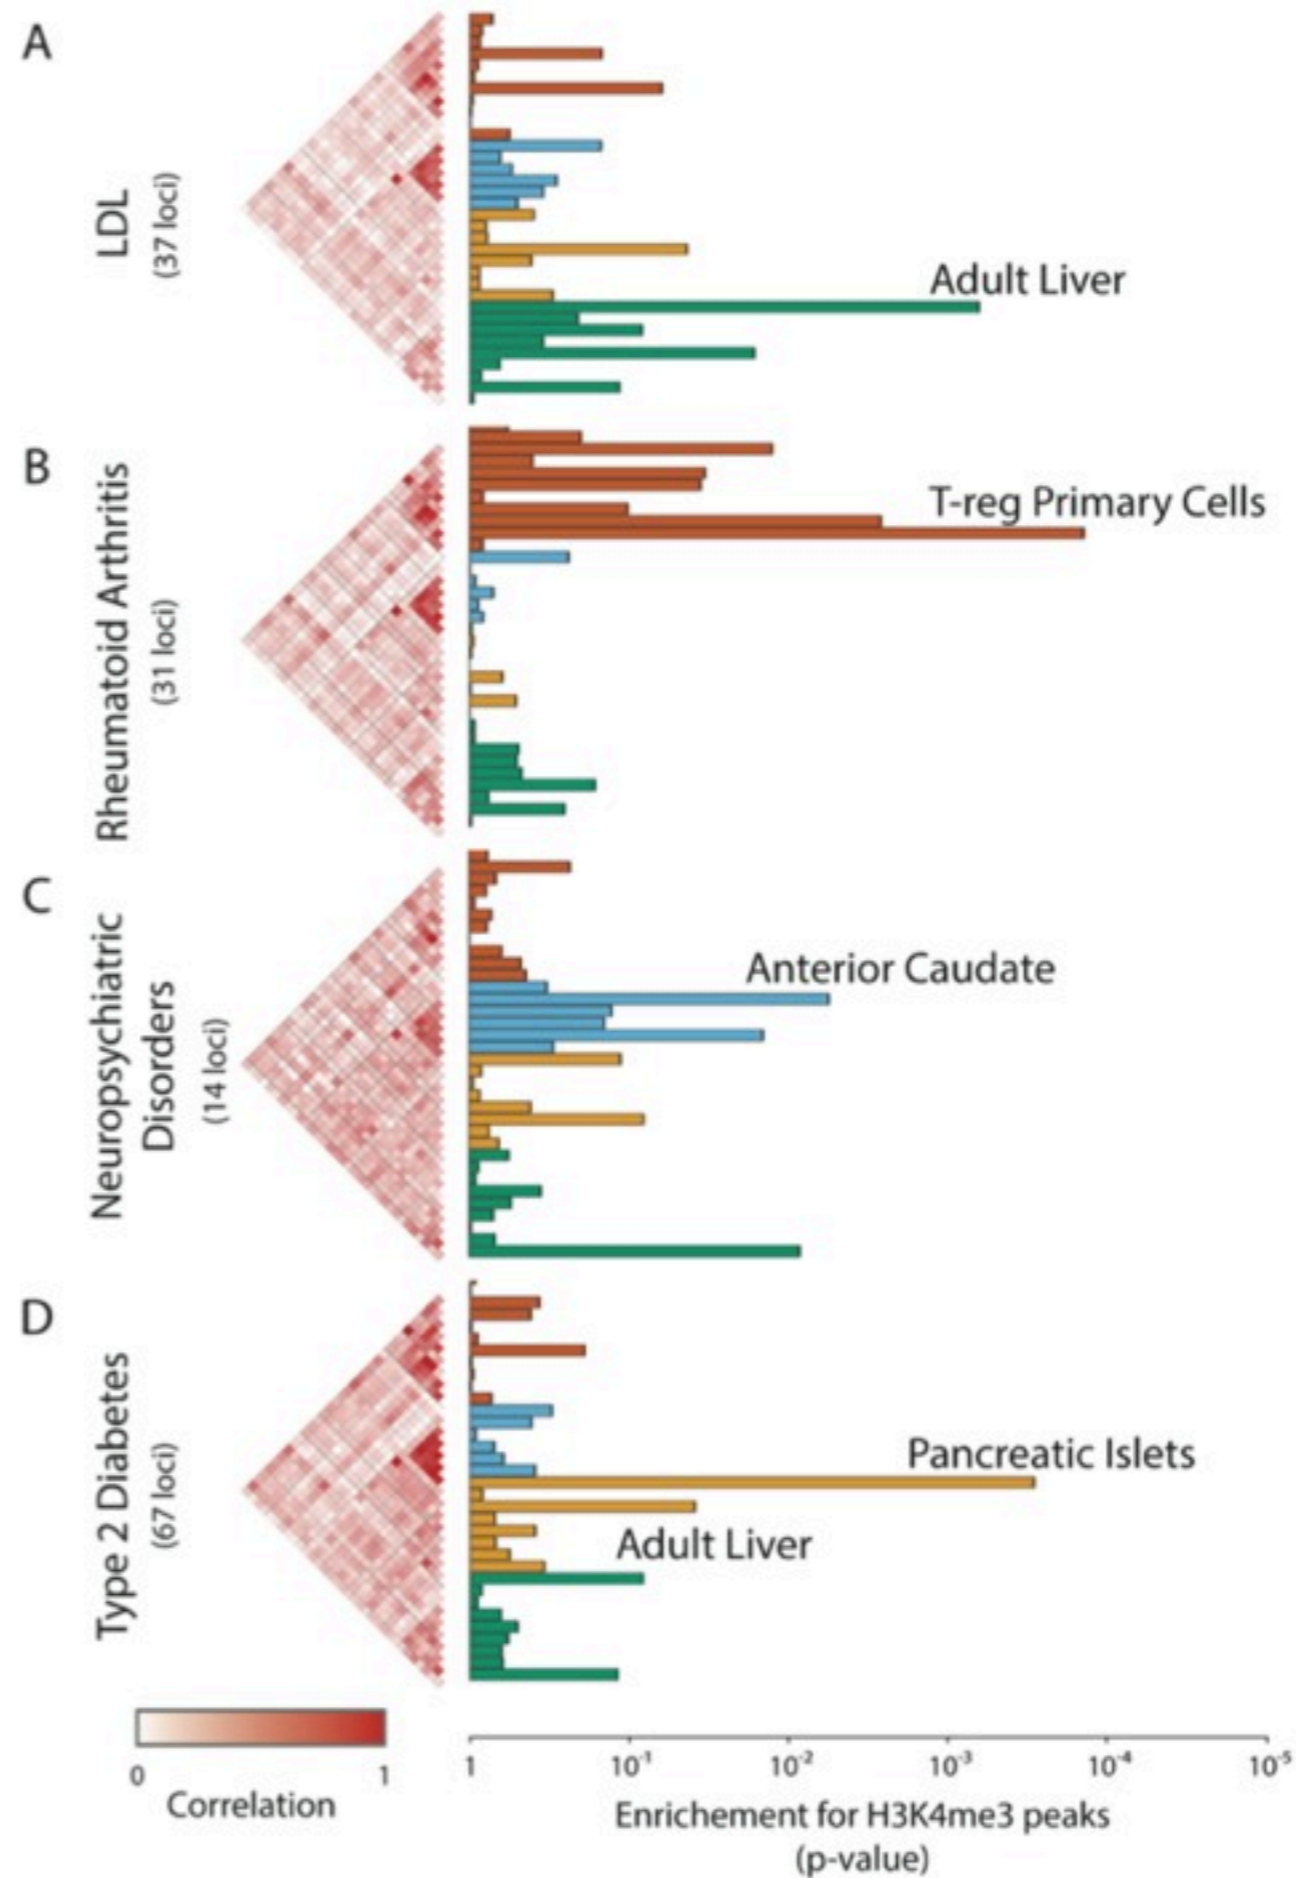 A
LDL
(37 loci)
Adult Liver
B
Rheumatoid Arthritis
(31 loci)
T-reg Primary Cells
C
Neuropsychiatric
Disorders
(14 loci)
Anterior Caudate
D
Type 2 Diabetes
(67 loci)
Pancreatic Islets
Adult Liver
0 1
Correlation
1 10⁻¹ 10⁻² 10⁻³ 10⁻⁴ 10⁻⁵
Enrichement for H3K4me3 peaks
(p-value)